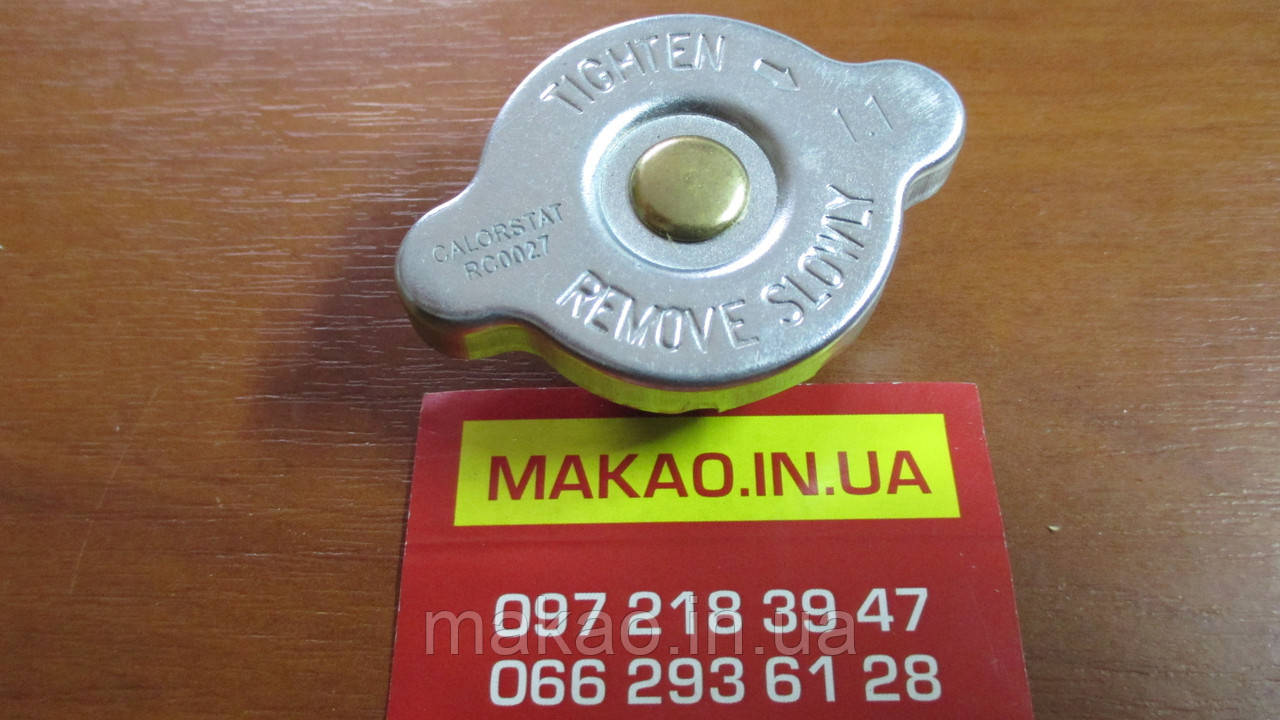 TIGHTEN →
1.1
CALORSTAT
RC0027
REMOVE SLOWLY
MAKAO.IN.UA
097 218 39 47
makao.in.ua
066 293 61 28